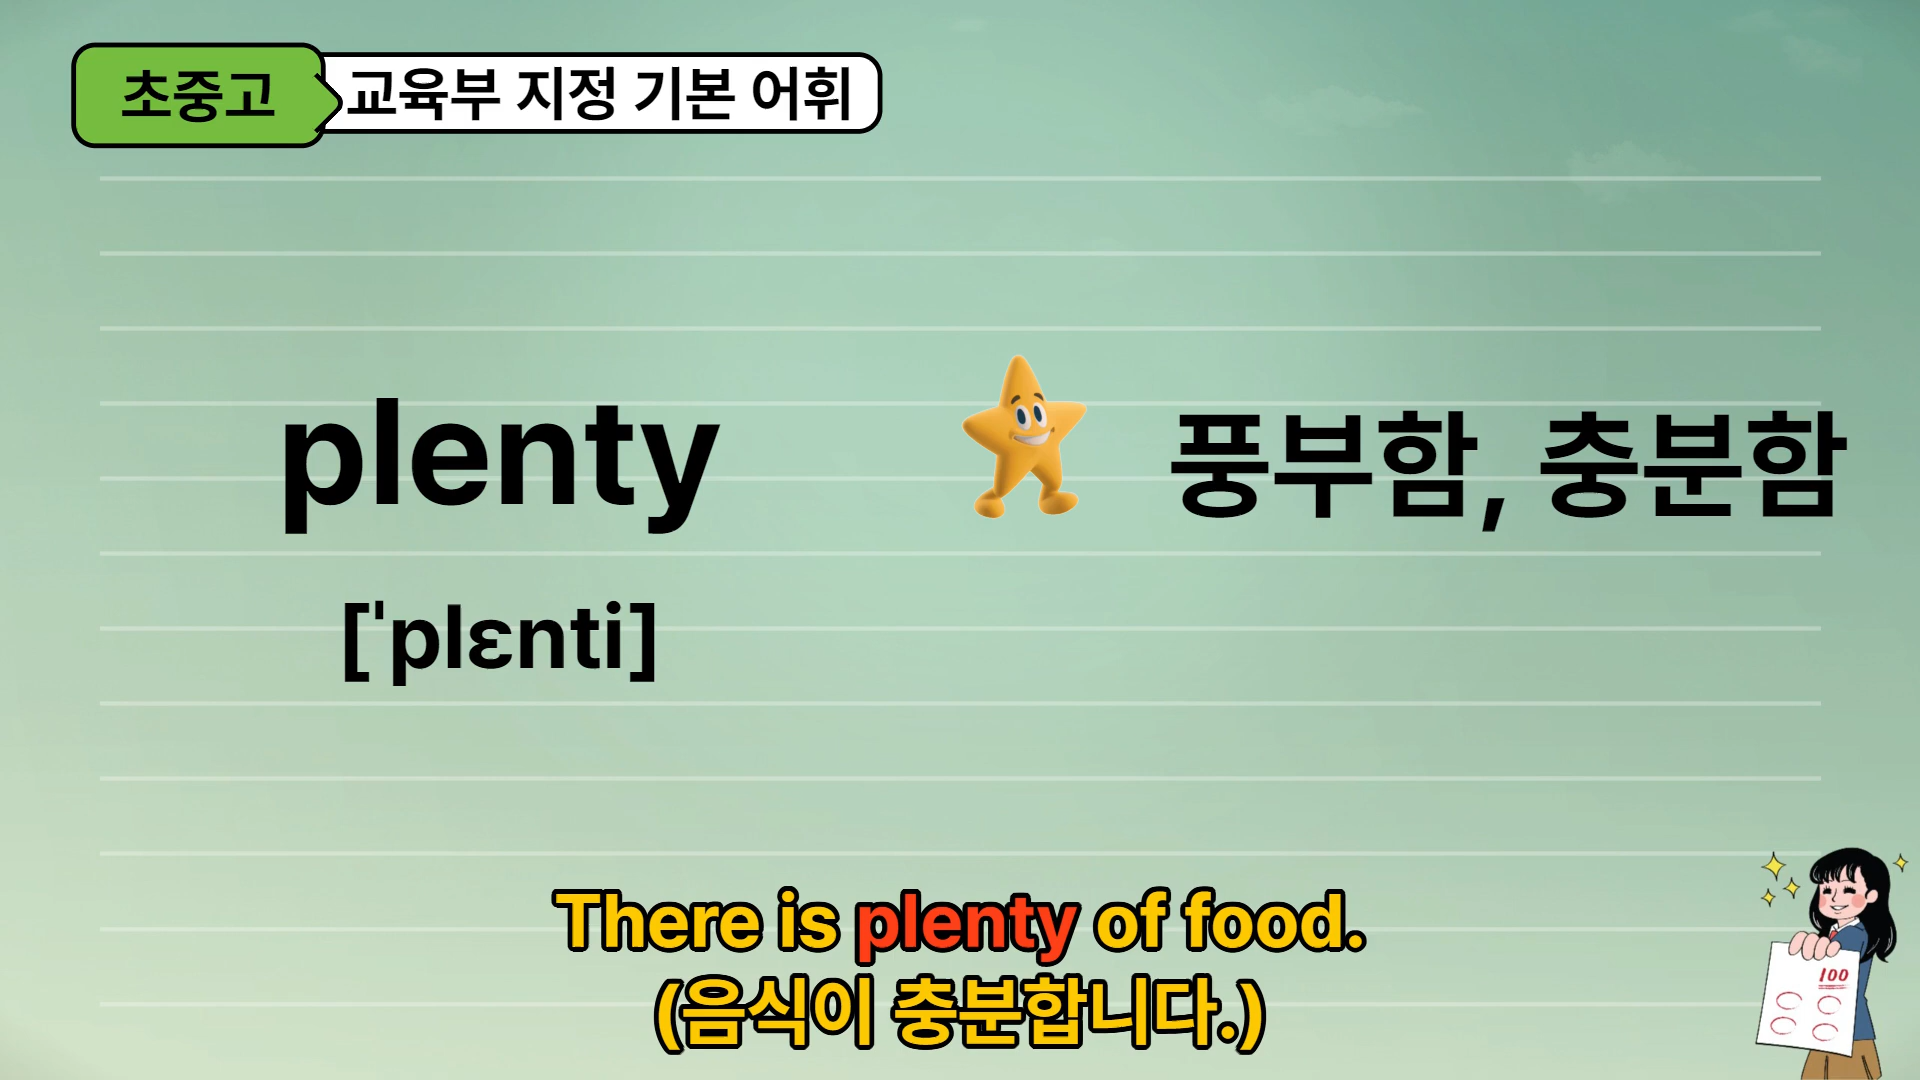 초중고 교육부 지정 기본 어휘
plenty 풍부함, 충분함
[ˈplɛnti]
There is plenty of food.
(음식이 충분합니다.)
100